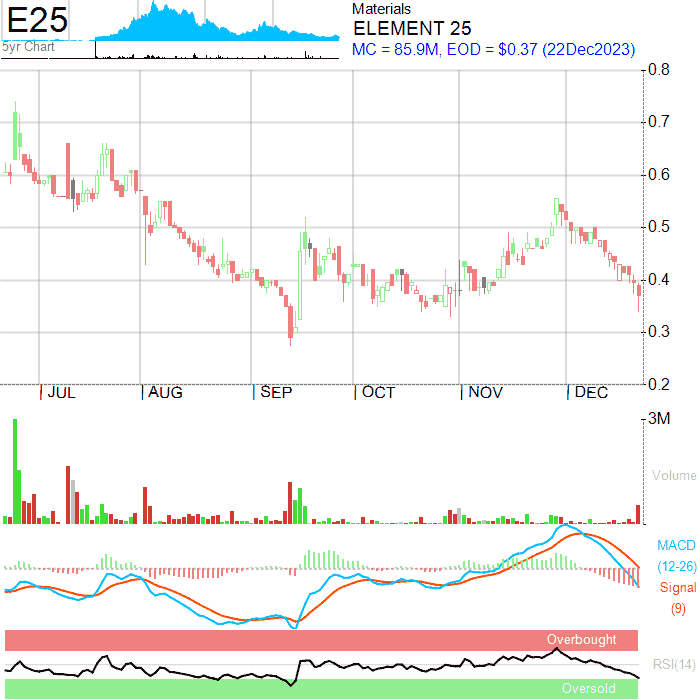 E25
5yr Chart
Materials
ELEMENT 25
MC = 85.9M, EOD = $0.37 (22Dec2023)
0.8
0.7
0.6
0.5
0.4
0.3
0.2
JUL AUG SEP OCT NOV DEC
3M
Volume
MACD
(12-26)
Signal
(9)
Overbought
RSI(14)
Oversold